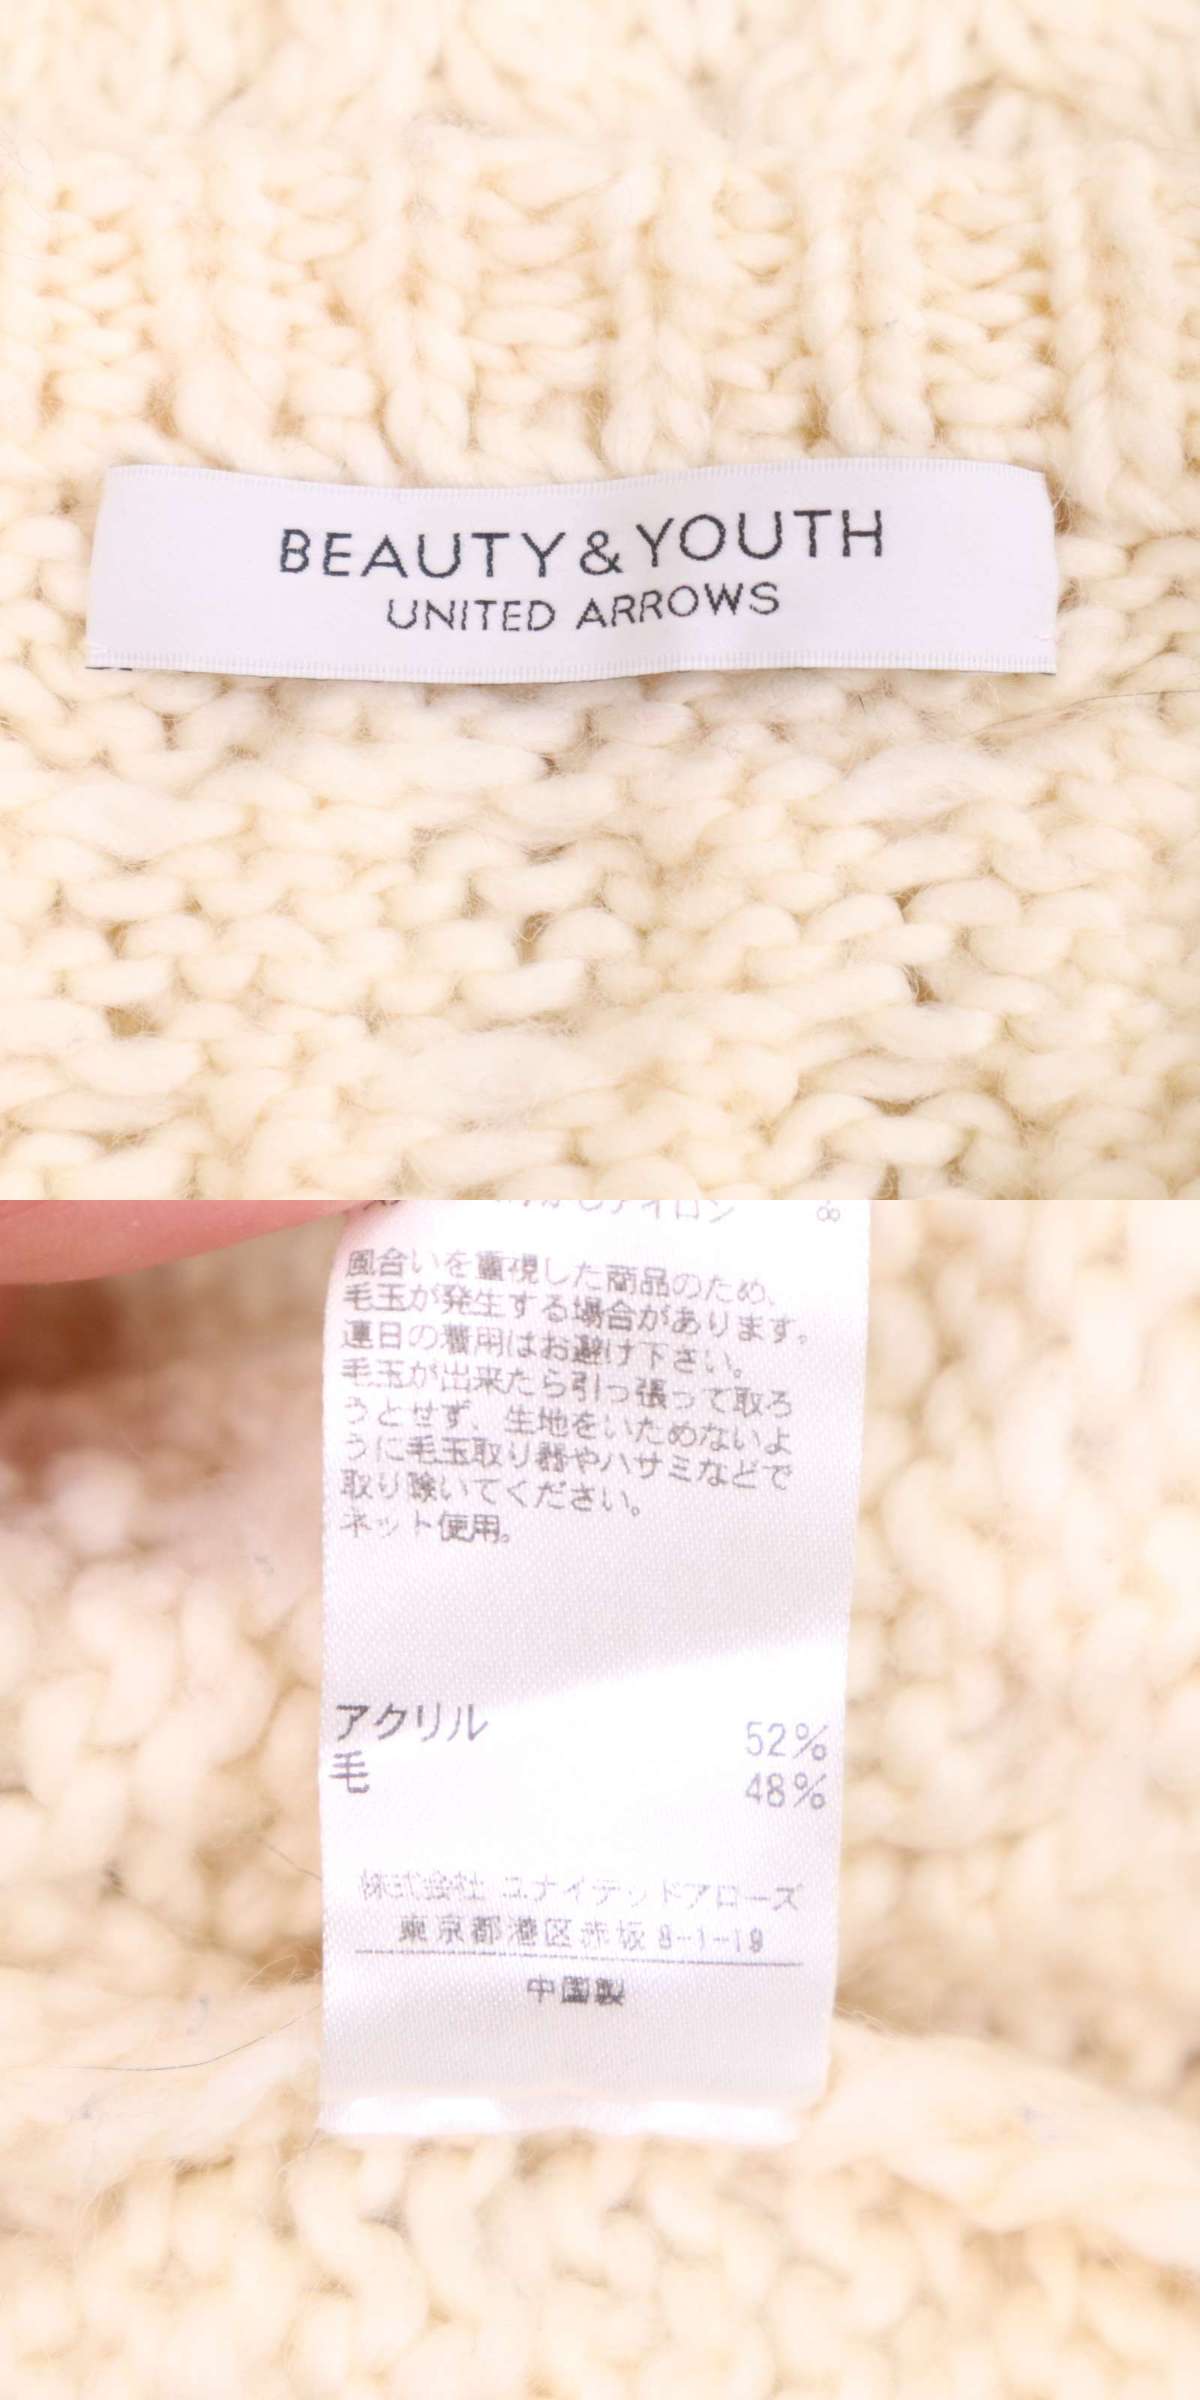 BEAUTY&YOUTH
UNITED ARROWS
アイロン
風合いを重視した商品のため、
毛玉が発生する場合があります。
連日の着用はお避け下さい。
毛玉が出来たら引っ張って取ろ
うとせず、生地をいためないよ
うに毛玉取り器やハサミなどで
取り除いてください。
ネット使用。
アクリル 52%
毛 48%
株式会社 ユナイテッドアローズ
東京都港区赤坂 8-1-19
中国製